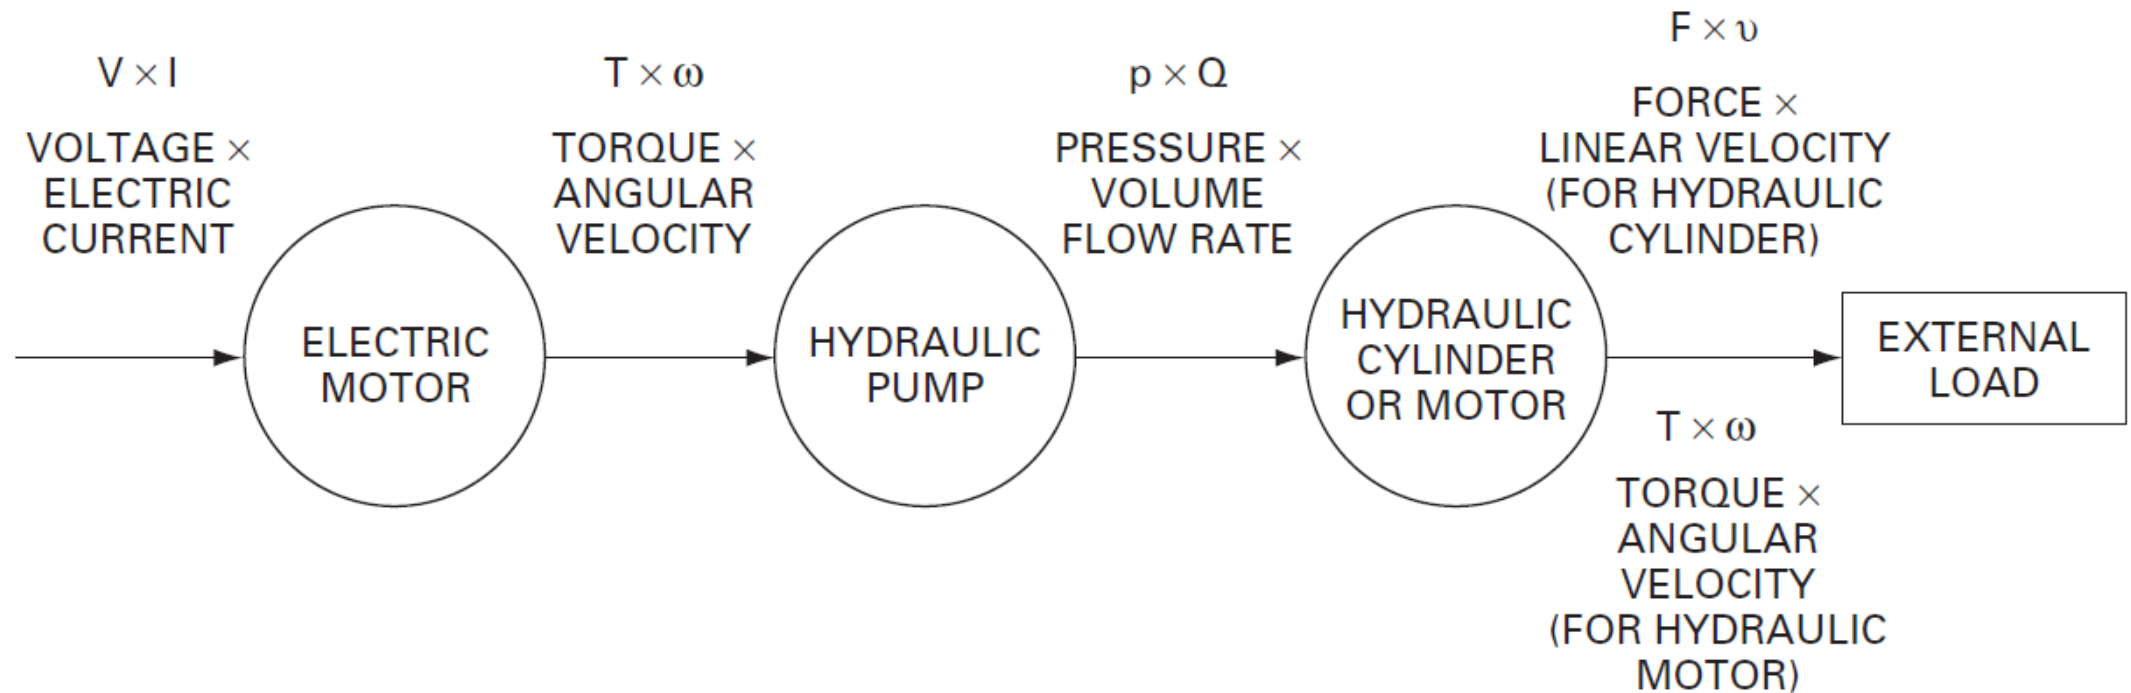 V × I
VOLTAGE ×
ELECTRIC
CURRENT
ELECTRIC
MOTOR
T × ω
TORQUE ×
ANGULAR
VELOCITY
HYDRAULIC
PUMP
p × Q
PRESSURE ×
VOLUME
FLOW RATE
HYDRAULIC
CYLINDER
OR MOTOR
F × υ
FORCE ×
LINEAR VELOCITY
(FOR HYDRAULIC
CYLINDER)
T × ω
TORQUE ×
ANGULAR
VELOCITY
(FOR HYDRAULIC
MOTOR)
EXTERNAL
LOAD